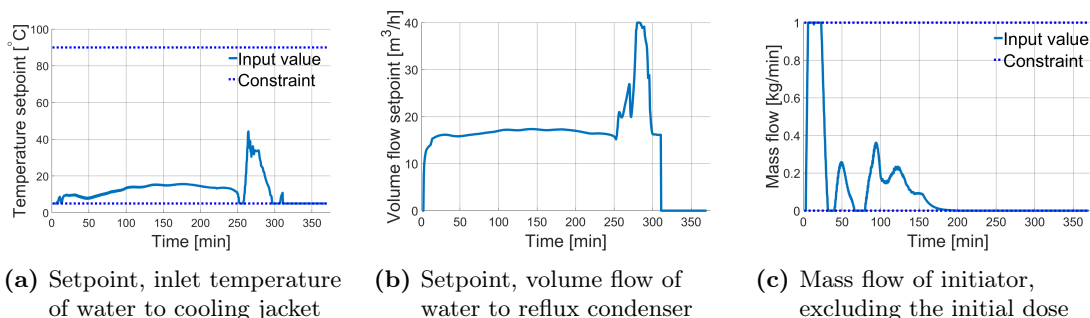 Temperature setpoint [°C]
100
80
60
40
20
0
Input value
Constraint
0
50
100
150
200
250
300
350
Time [min]
Volume flow setpoint [m³/h]
40
30
20
10
0
0
50
100
150
200
250
300
350
Time [min]
Mass flow [kg/min]
1
0.8
0.6
0.4
0.2
0
Input value
Constraint
0
50
100
150
200
250
300
350
Time [min]
(a) Setpoint, inlet temperature
of water to cooling jacket
(b) Setpoint, volume flow of
water to reflux condenser
(c) Mass flow of initiator,
excluding the initial dose